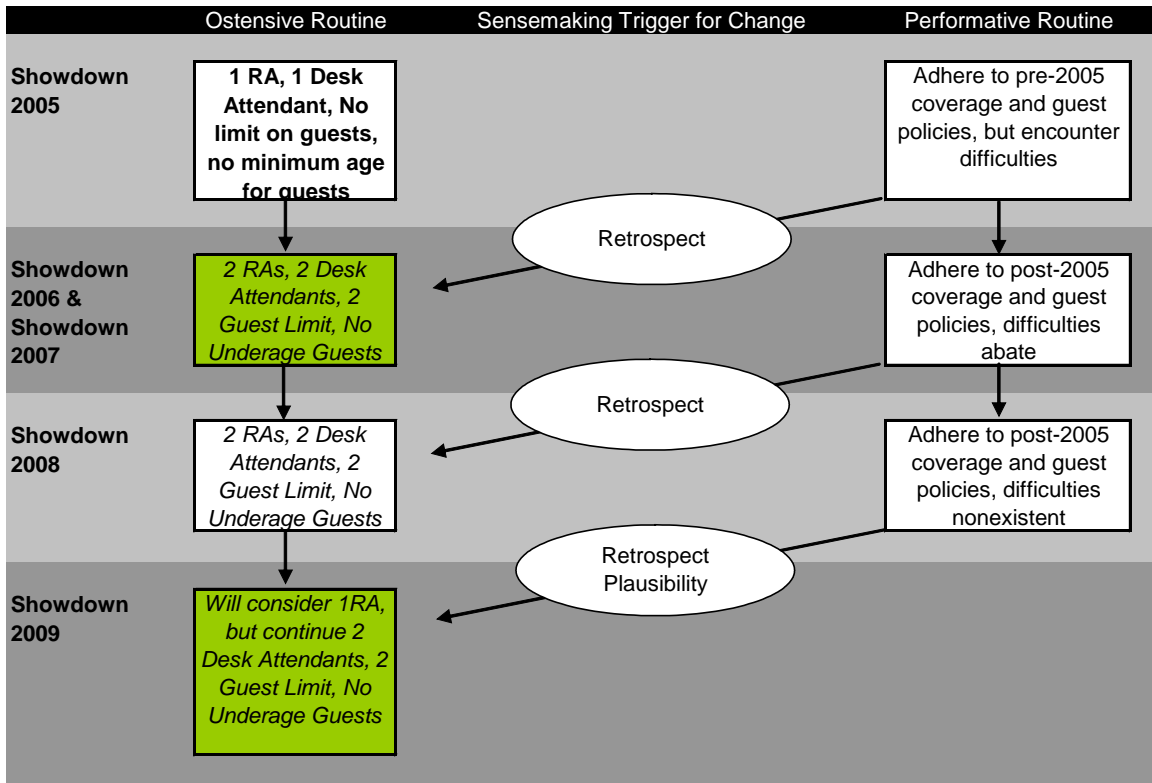 Ostensive Routine
Sensemaking Trigger for Change
Performative Routine
Showdown
2005
1 RA, 1 Desk
Attendant, No
limit on guests,
no minimum age
for guests
Adhere to pre-2005
coverage and guest
policies, but encounter
difficulties
Retrospect
Showdown
2006 &
Showdown
2007
2 RAs, 2 Desk
Attendants, 2
Guest Limit, No
Underage Guests
Adhere to post-2005
coverage and guest
policies, difficulties
abate
Retrospect
Showdown
2008
2 RAs, 2 Desk
Attendants, 2
Guest Limit, No
Underage Guests
Adhere to post-2005
coverage and guest
policies, difficulties
nonexistent
Retrospect
Plausibility
Showdown
2009
Will consider 1RA,
but continue 2
Desk Attendants, 2
Guest Limit, No
Underage Guests